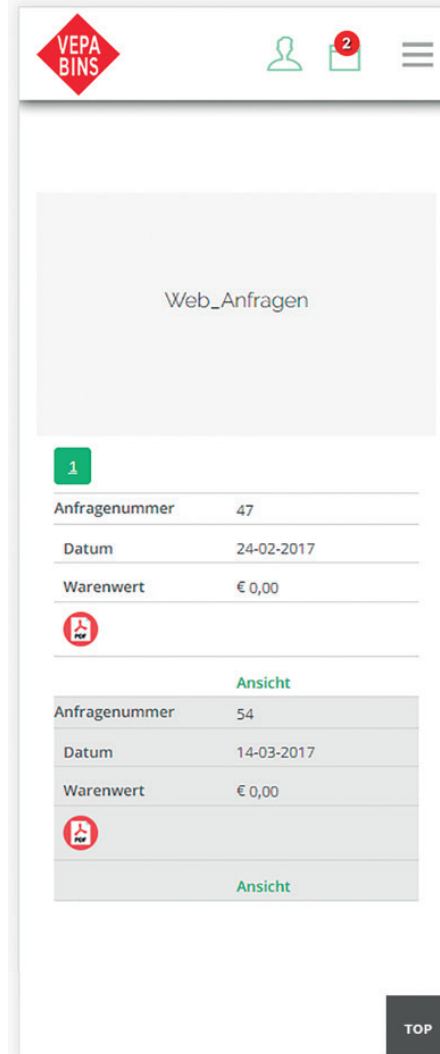 VEPA
BINS
2
Web_Anfragen
1
Anfragenummer 47
Datum 24-02-2017
Warenwert € 0,00
PDF
Ansicht
Anfragenummer 54
Datum 14-03-2017
Warenwert € 0,00
PDF
Ansicht
TOP